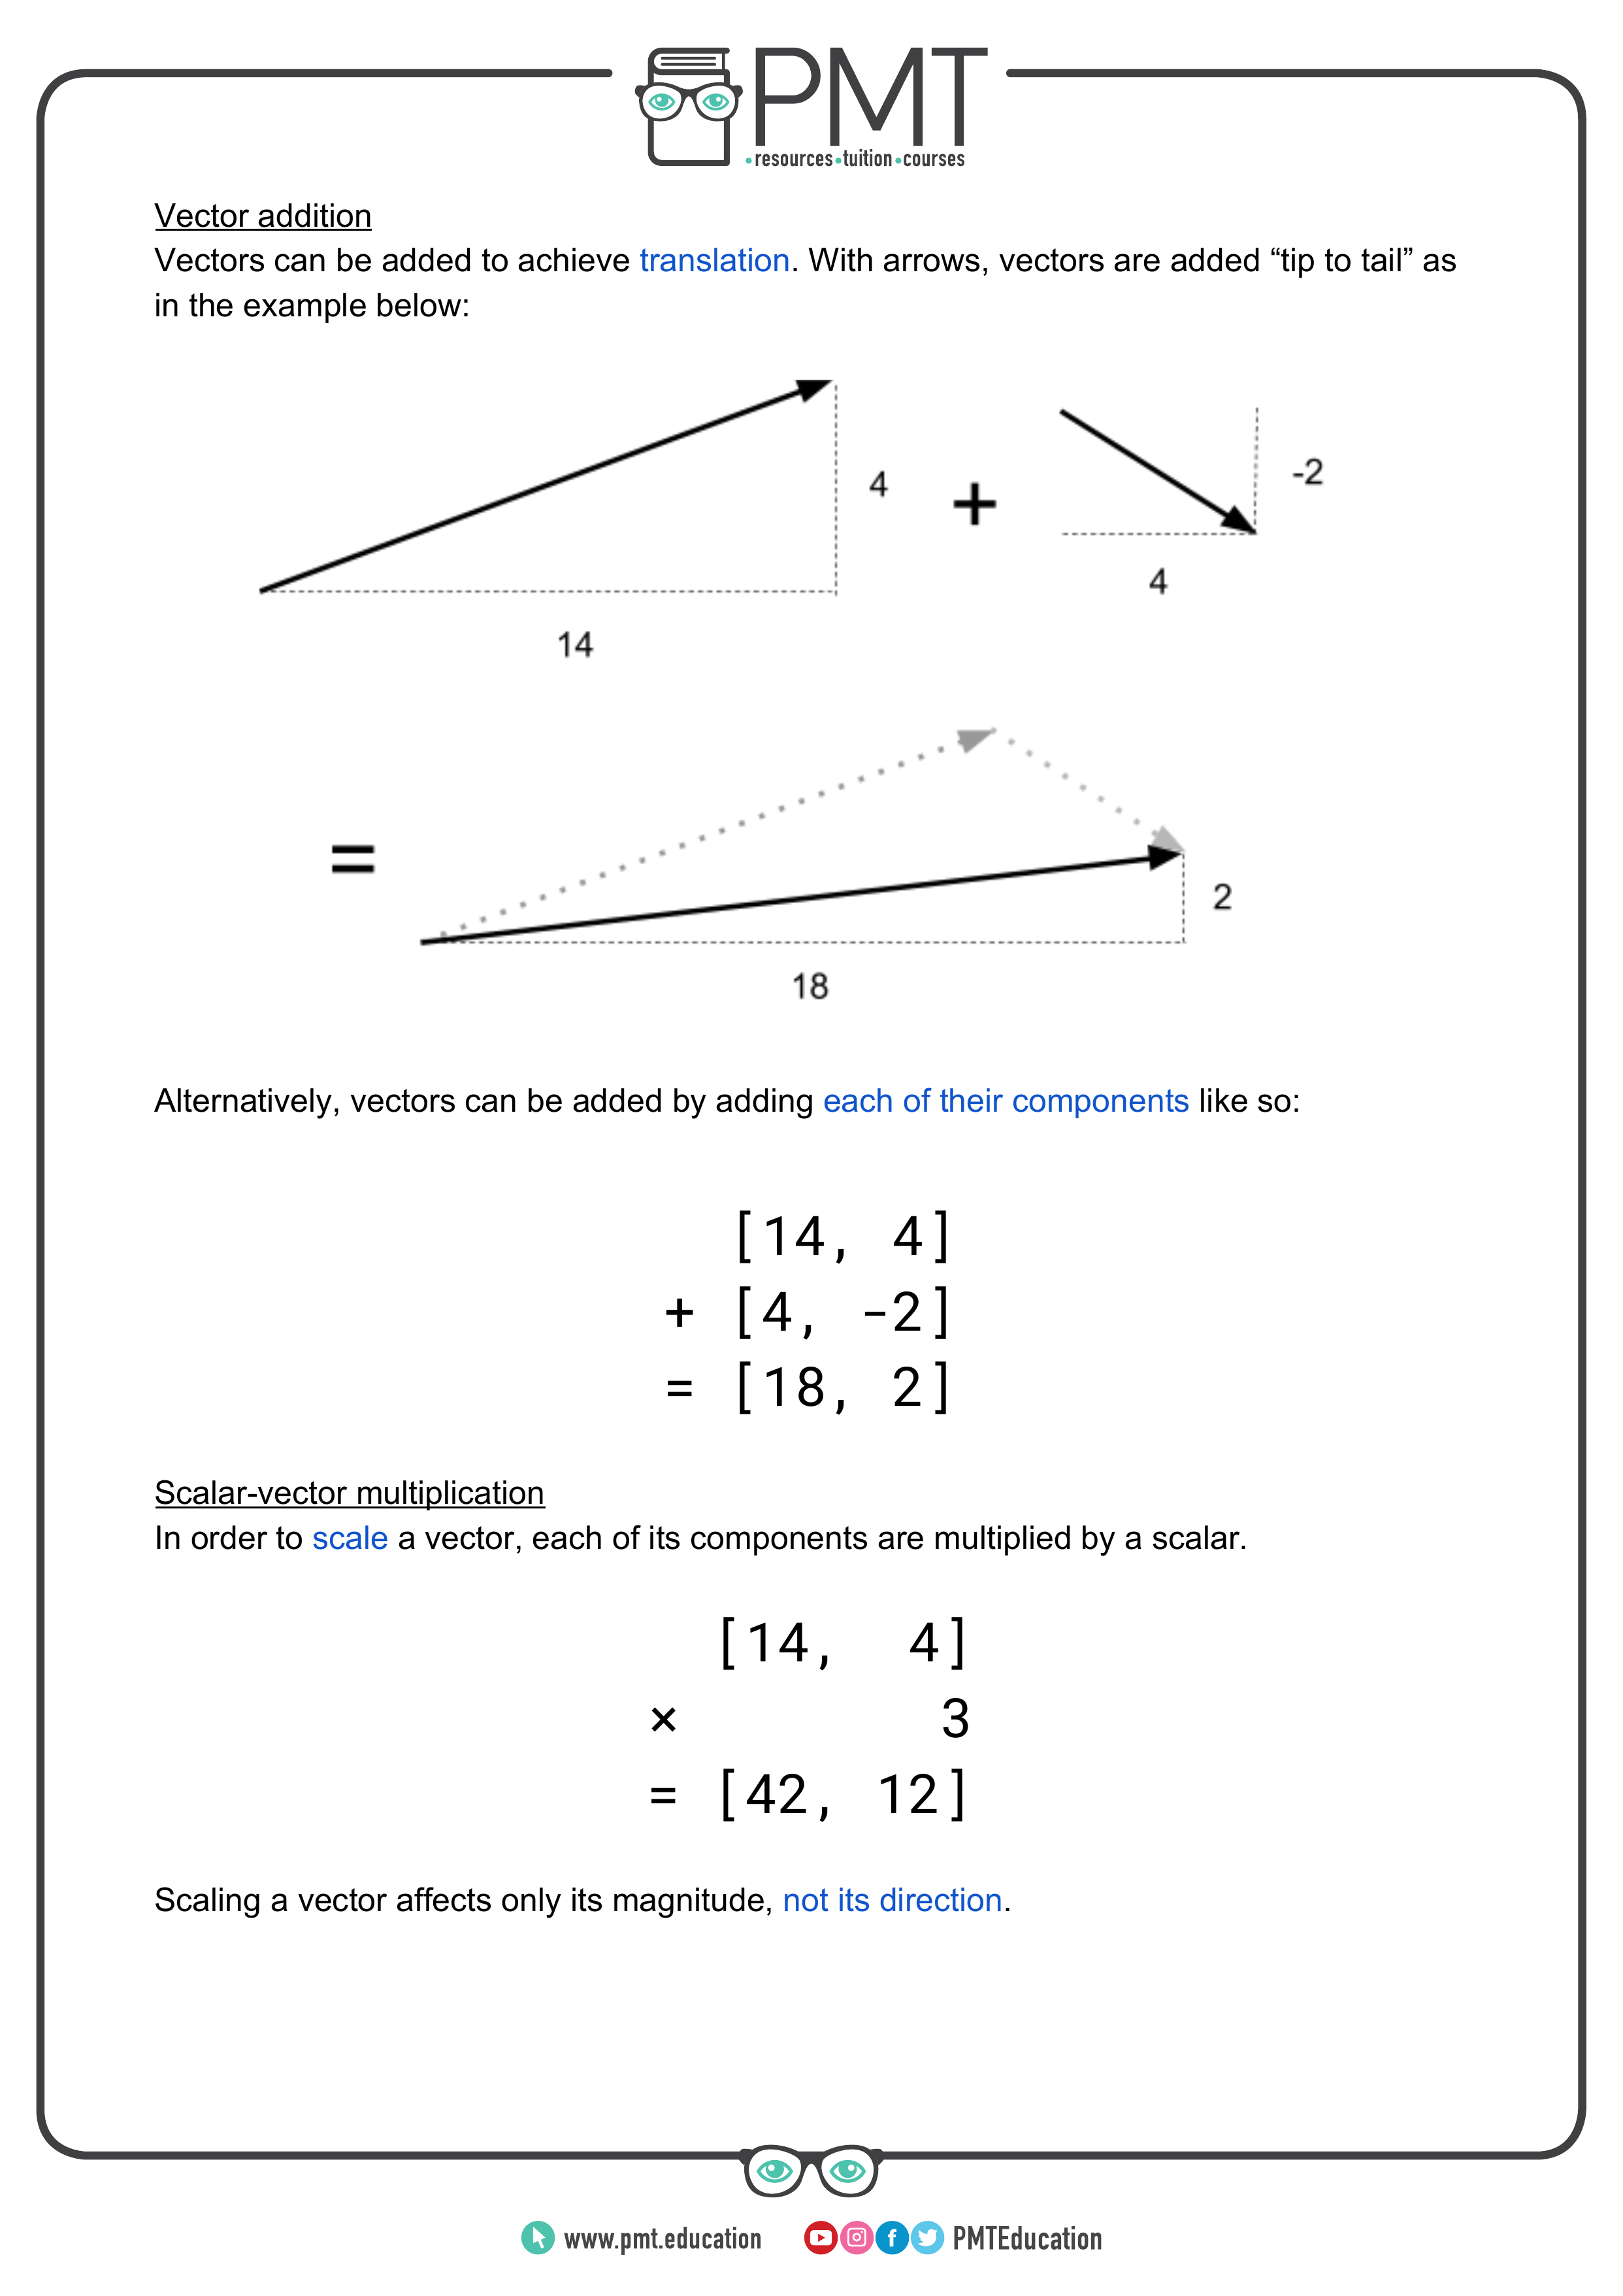 PMT
•resources•tuition•courses
Vector addition
Vectors can be added to achieve translation. With arrows, vectors are added “tip to tail” as
in the example below:
4
+
-2
4
14
=
2
18
Alternatively, vectors can be added by adding each of their components like so:
[14, 4]
+ [4, -2]
= [18, 2]
Scalar-vector multiplication
In order to scale a vector, each of its components are multiplied by a scalar.
[14, 4]
× 3
= [42, 12]
Scaling a vector affects only its magnitude, not its direction.
www.pmt.education PMTEducation